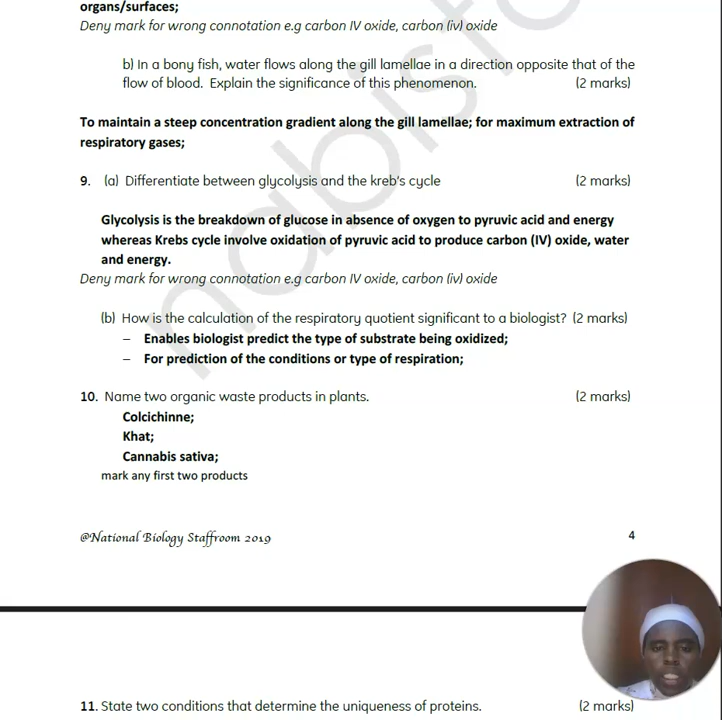 organs/surfaces;
Deny mark for wrong connotation e.g carbon IV oxide, carbon (iv) oxide
b) In a bony fish, water flows along the gill lamellae in a direction opposite that of the
flow of blood. Explain the significance of this phenomenon. (2 marks)
To maintain a steep concentration gradient along the gill lamellae; for maximum extraction of
respiratory gases;
9. (a) Differentiate between glycolysis and the kreb's cycle (2 marks)
Glycolysis is the breakdown of glucose in absence of oxygen to pyruvic acid and energy
whereas Krebs cycle involve oxidation of pyruvic acid to produce carbon (IV) oxide, water
and energy.
Deny mark for wrong connotation e.g carbon IV oxide, carbon (iv) oxide
(b) How is the calculation of the respiratory quotient significant to a biologist? (2 marks)
– Enables biologist predict the type of substrate being oxidized;
– For prediction of the conditions or type of respiration;
10. Name two organic waste products in plants. (2 marks)
Colcichinne;
Khat;
Cannabis sativa;
mark any first two products
@National Biology Staffroom 2019 4
11. State two conditions that determine the uniqueness of proteins. (2 marks)